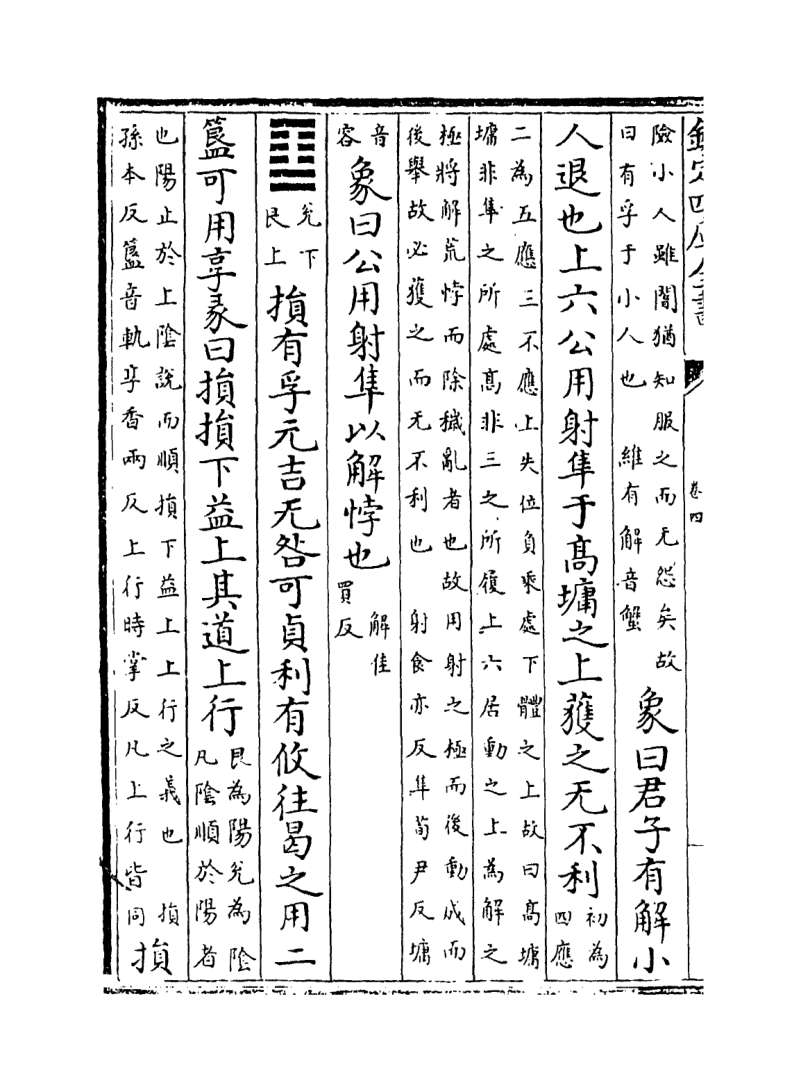 欽定四庫全書 卷四
險小人雖闇猶知服之而无怨矣故
曰有孚于小人也 維有解音蟹
象曰君子有解小
人退也上六公用射隼于髙墉之上獲之无不利
初為
四應
二為五應三不應上失位負乘處下體之上故曰髙墉
墉非隼之所處髙非三之所履上六居動之上為解之
極將解荒悖而除穢亂者也故用射之極而後動成而
後舉故必獲之而无不利也 射食亦反隼荀尹反墉
音
容
象曰公用射隼以解悖也
解佳
買反
䷨
兊下
艮上
損有孚元吉无咎可貞利有攸往曷之用二
簋可用享彖曰損損下益上其道上行
艮為陽兊為陰
凡陰順於陽者
也陽止於上陰說而順損下益上上行之義也 損
孫本反簋音軌享香兩反上行時掌反凡上行皆同
損